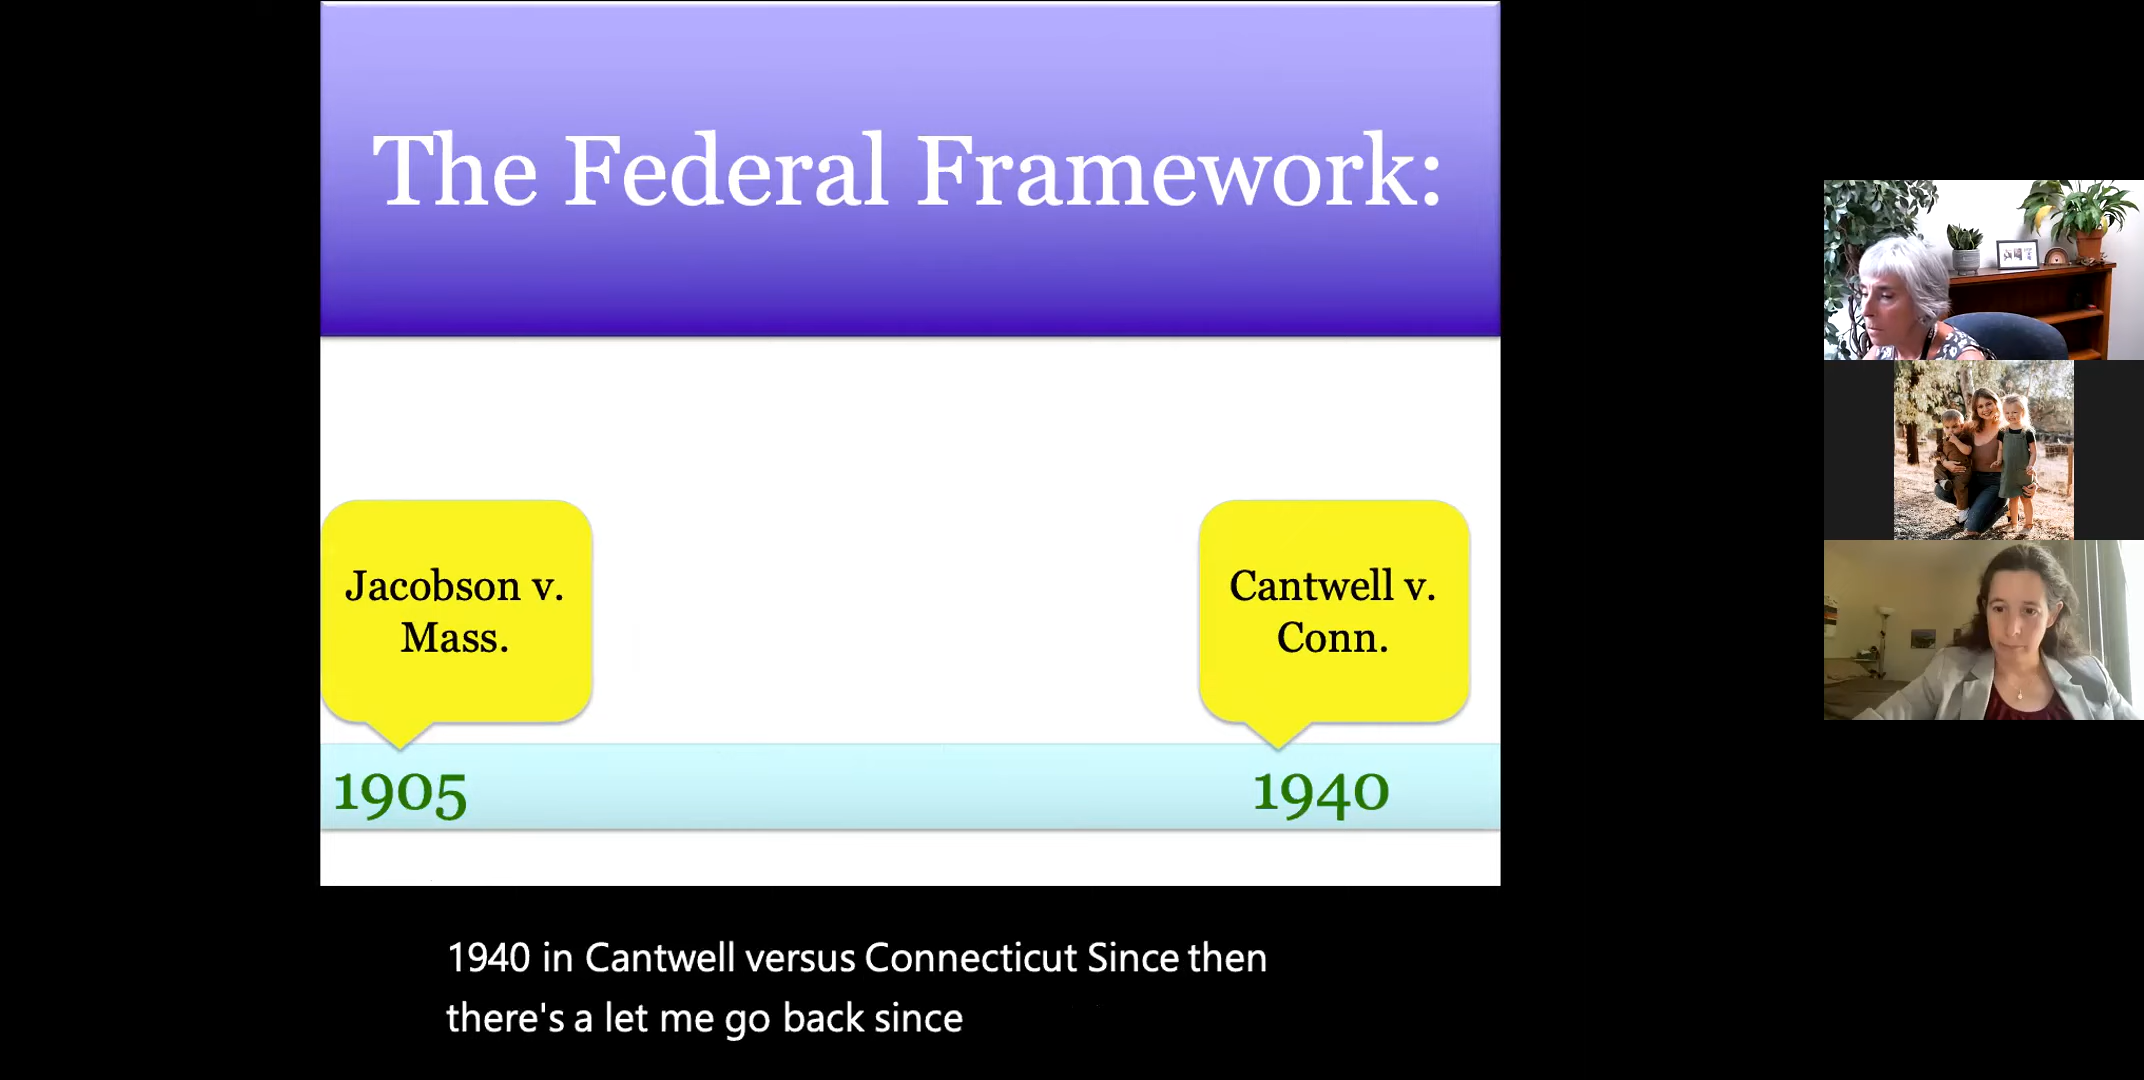 The Federal Framework:
Jacobson v.
Mass.
Cantwell v.
Conn.
1905
1940
1940 in Cantwell versus Connecticut Since then
there's a let me go back since